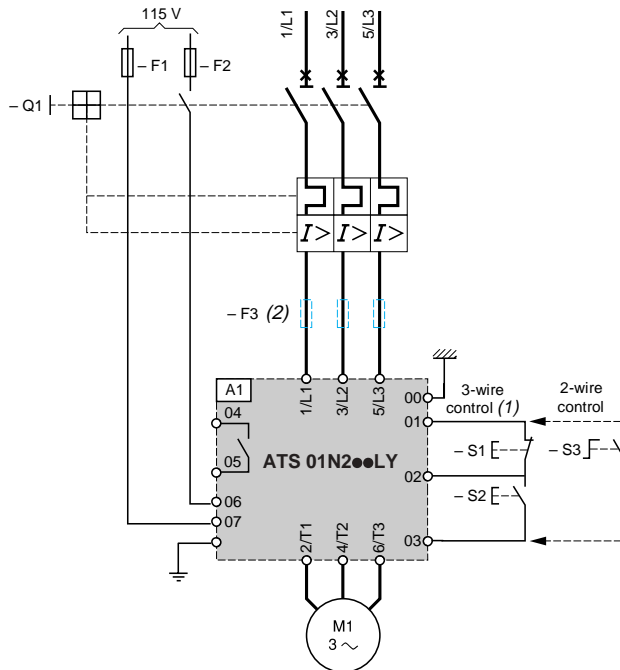 115 V
1/L1
3/L2
5/L3
– F1
– F2
– Q1
I >
I >
I >
– F3 (2)
A1
1/L1
3/L2
5/L3
00
3-wire
control (1)
2-wire
control
04
01
05
ATS 01N2●●LY
– S1
– S3
02
– S2
06
07
03
2/T1
4/T2
6/T3
M1
3 ~